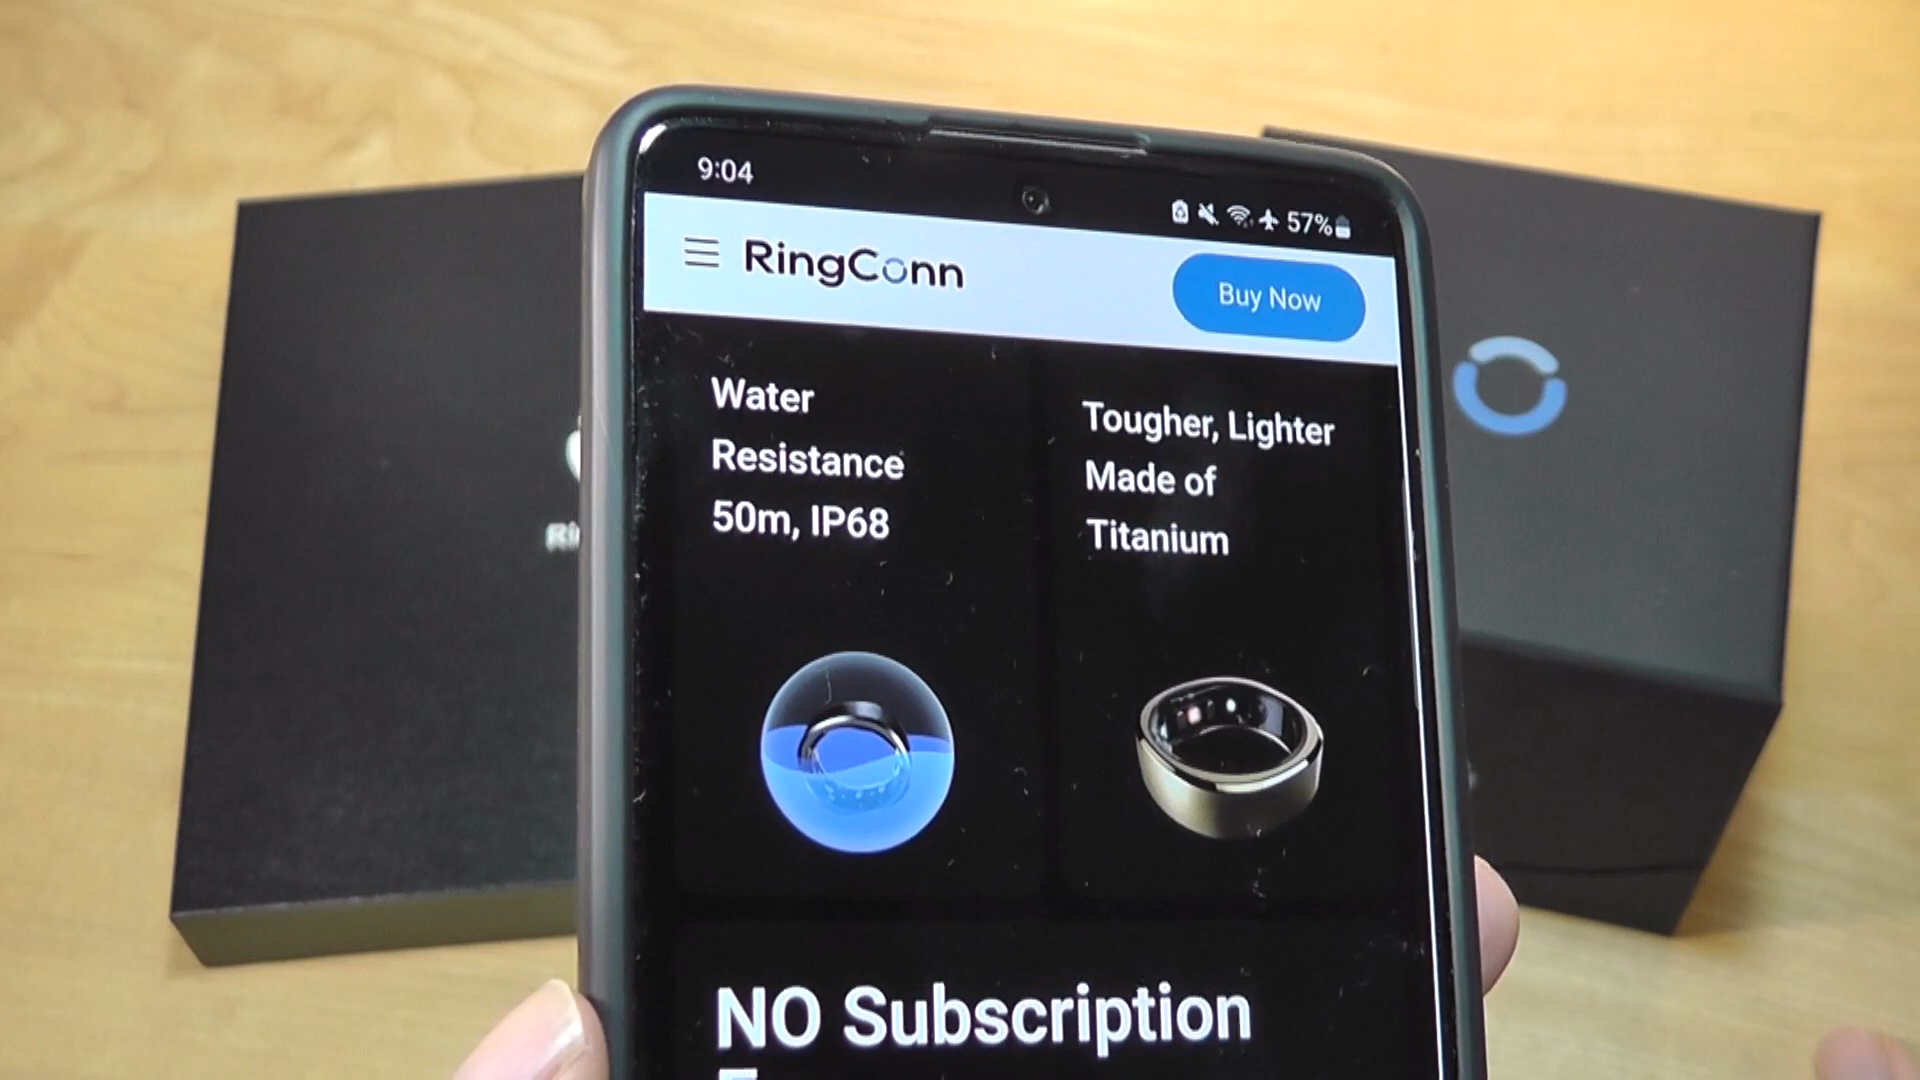 9:04
57%
RingConn
Buy Now
Water
Resistance
50m, IP68
Tougher, Lighter
Made of
Titanium
NO Subscription